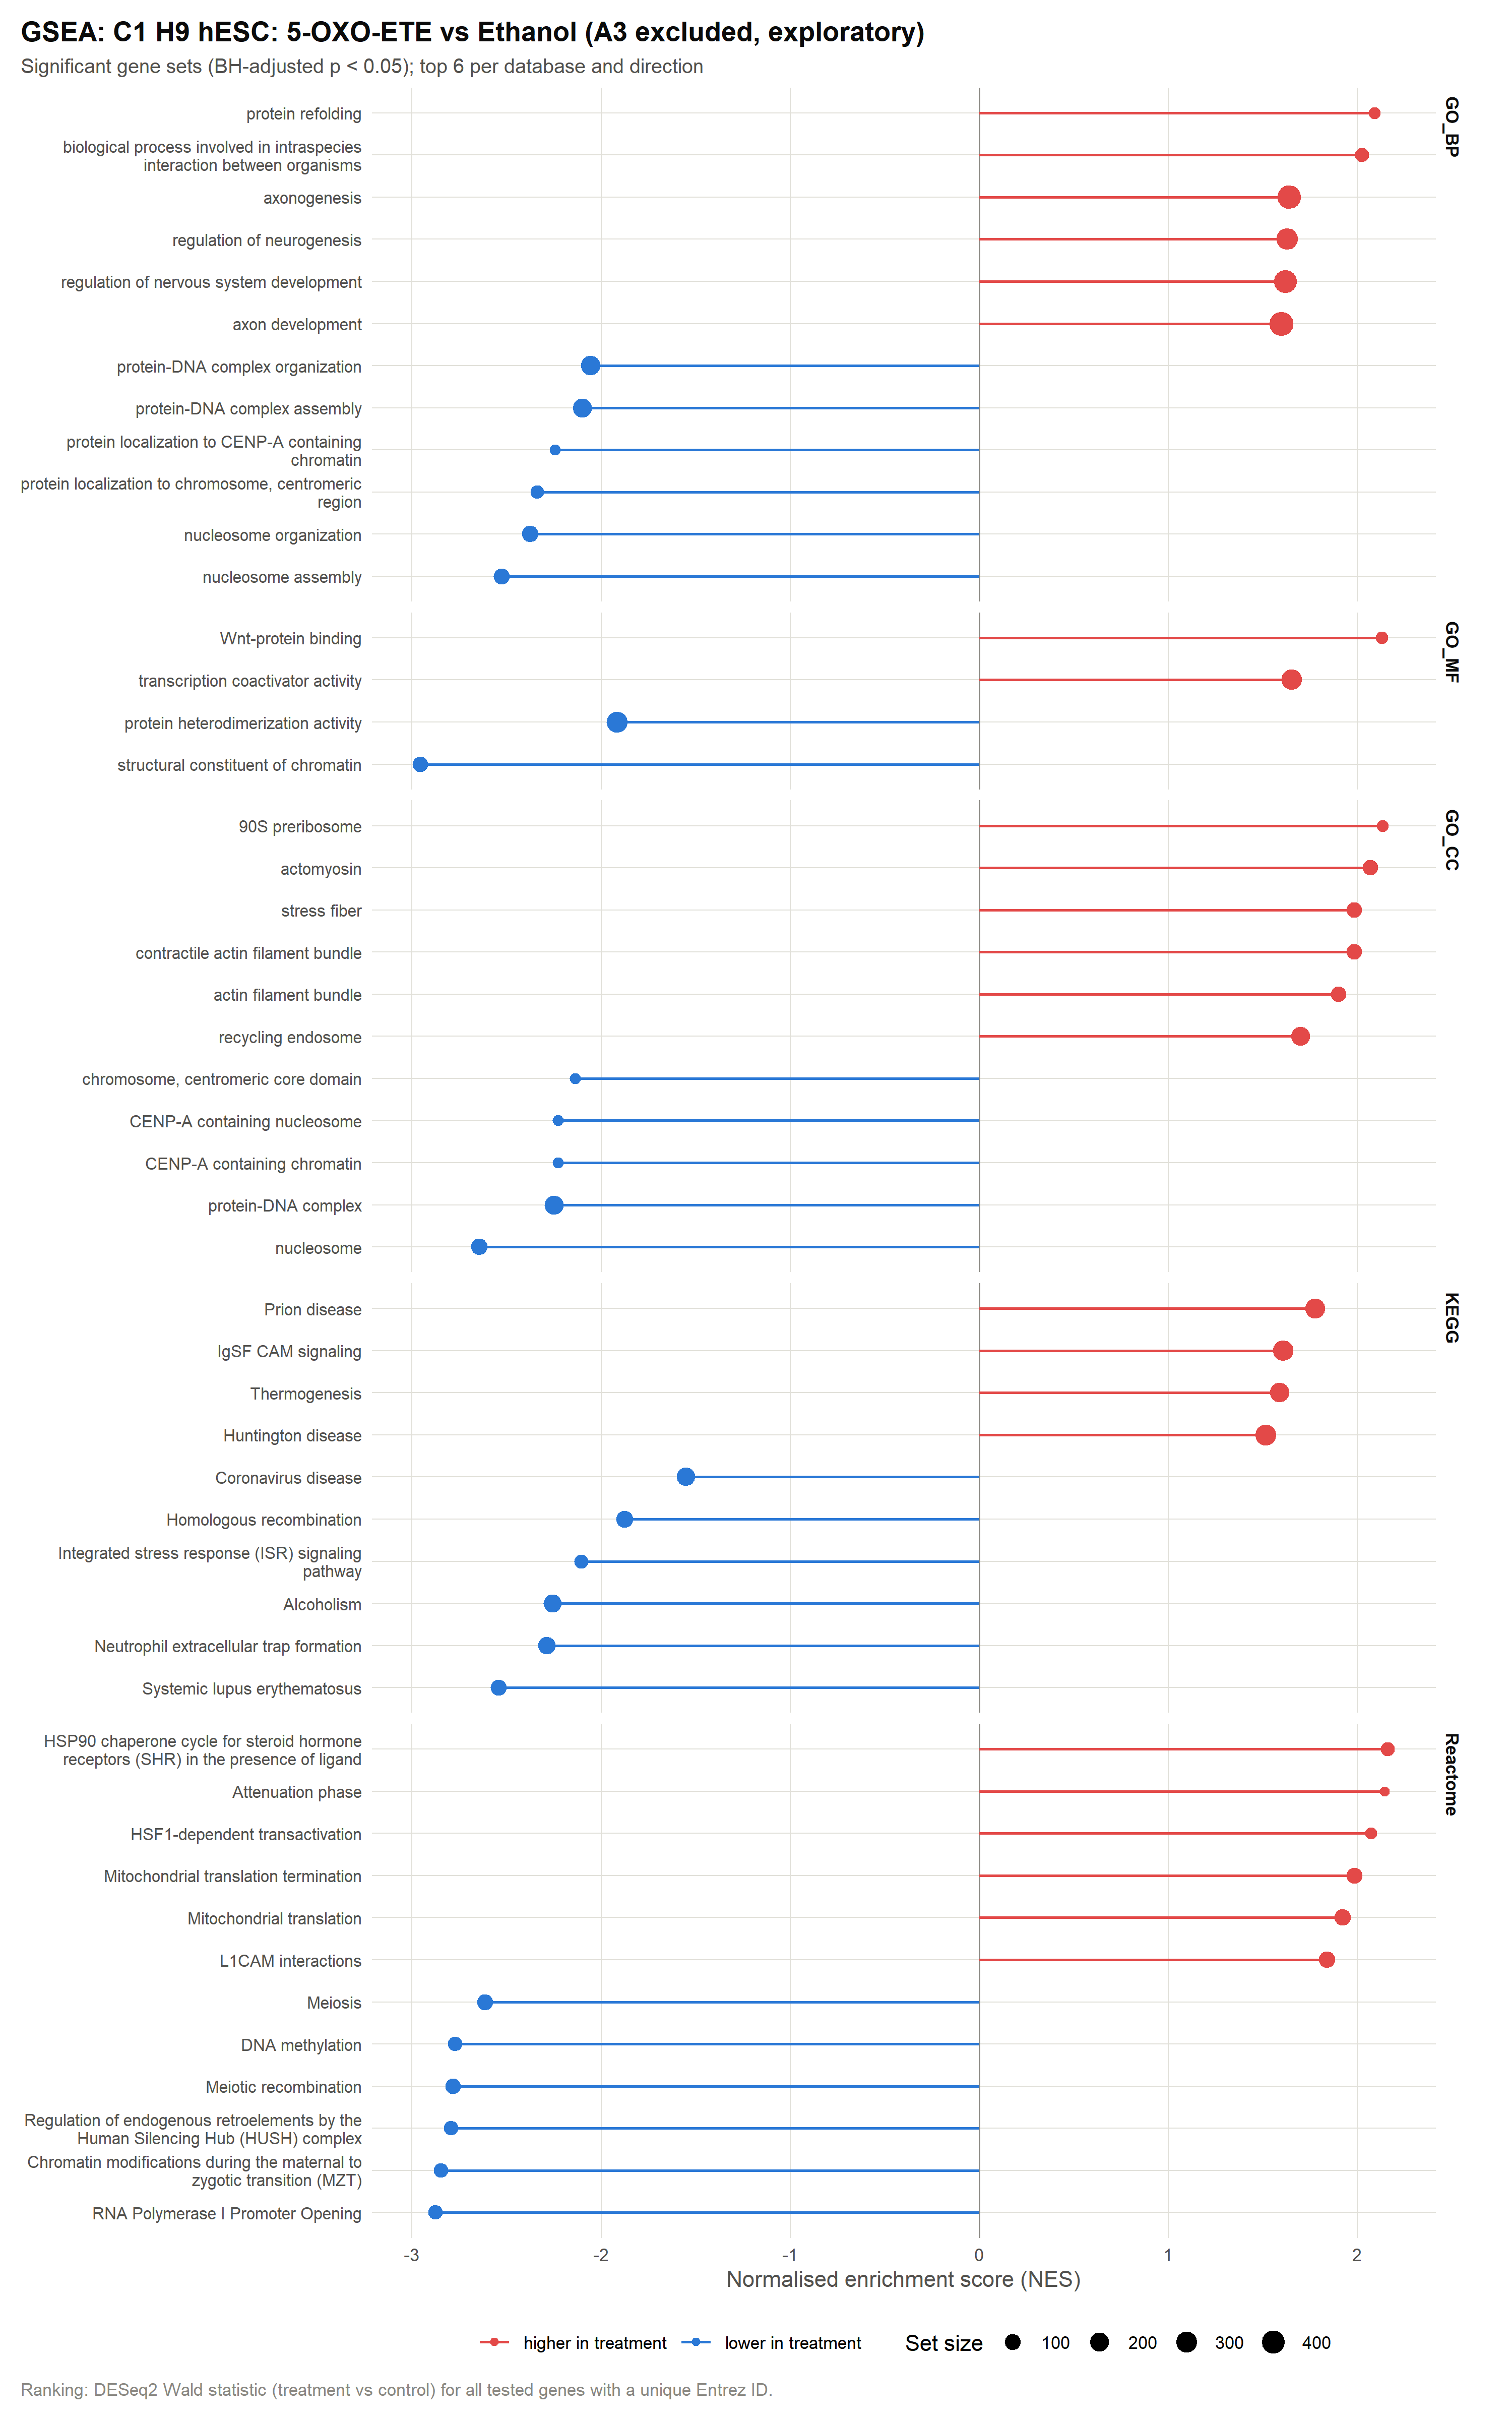 GSEA: C1 H9 hESC: 5-OXO-ETE vs Ethanol (A3 excluded, exploratory)
Significant gene sets (BH-adjusted p < 0.05); top 6 per database and direction
GO_BP
protein refolding
biological process involved in intraspecies
interaction between organisms
axonogenesis
regulation of neurogenesis
regulation of nervous system development
axon development
protein-DNA complex organization
protein-DNA complex assembly
protein localization to CENP-A containing
chromatin
protein localization to chromosome, centromeric
region
nucleosome organization
nucleosome assembly
GO_MF
Wnt-protein binding
transcription coactivator activity
protein heterodimerization activity
structural constituent of chromatin
GO_CC
90S preribosome
actomyosin
stress fiber
contractile actin filament bundle
actin filament bundle
recycling endosome
chromosome, centromeric core domain
CENP-A containing nucleosome
CENP-A containing chromatin
protein-DNA complex
nucleosome
KEGG
Prion disease
IgSF CAM signaling
Thermogenesis
Huntington disease
Coronavirus disease
Homologous recombination
Integrated stress response (ISR) signaling
pathway
Alcoholism
Neutrophil extracellular trap formation
Systemic lupus erythematosus
Reactome
HSP90 chaperone cycle for steroid hormone
receptors (SHR) in the presence of ligand
Attenuation phase
HSF1-dependent transactivation
Mitochondrial translation termination
Mitochondrial translation
L1CAM interactions
Meiosis
DNA methylation
Meiotic recombination
Regulation of endogenous retroelements by the
Human Silencing Hub (HUSH) complex
Chromatin modifications during the maternal to
zygotic transition (MZT)
RNA Polymerase I Promoter Opening
-3 -2 -1 0 1 2
Normalised enrichment score (NES)
higher in treatment lower in treatment Set size 100 200 300 400
Ranking: DESeq2 Wald statistic (treatment vs control) for all tested genes with a unique Entrez ID.